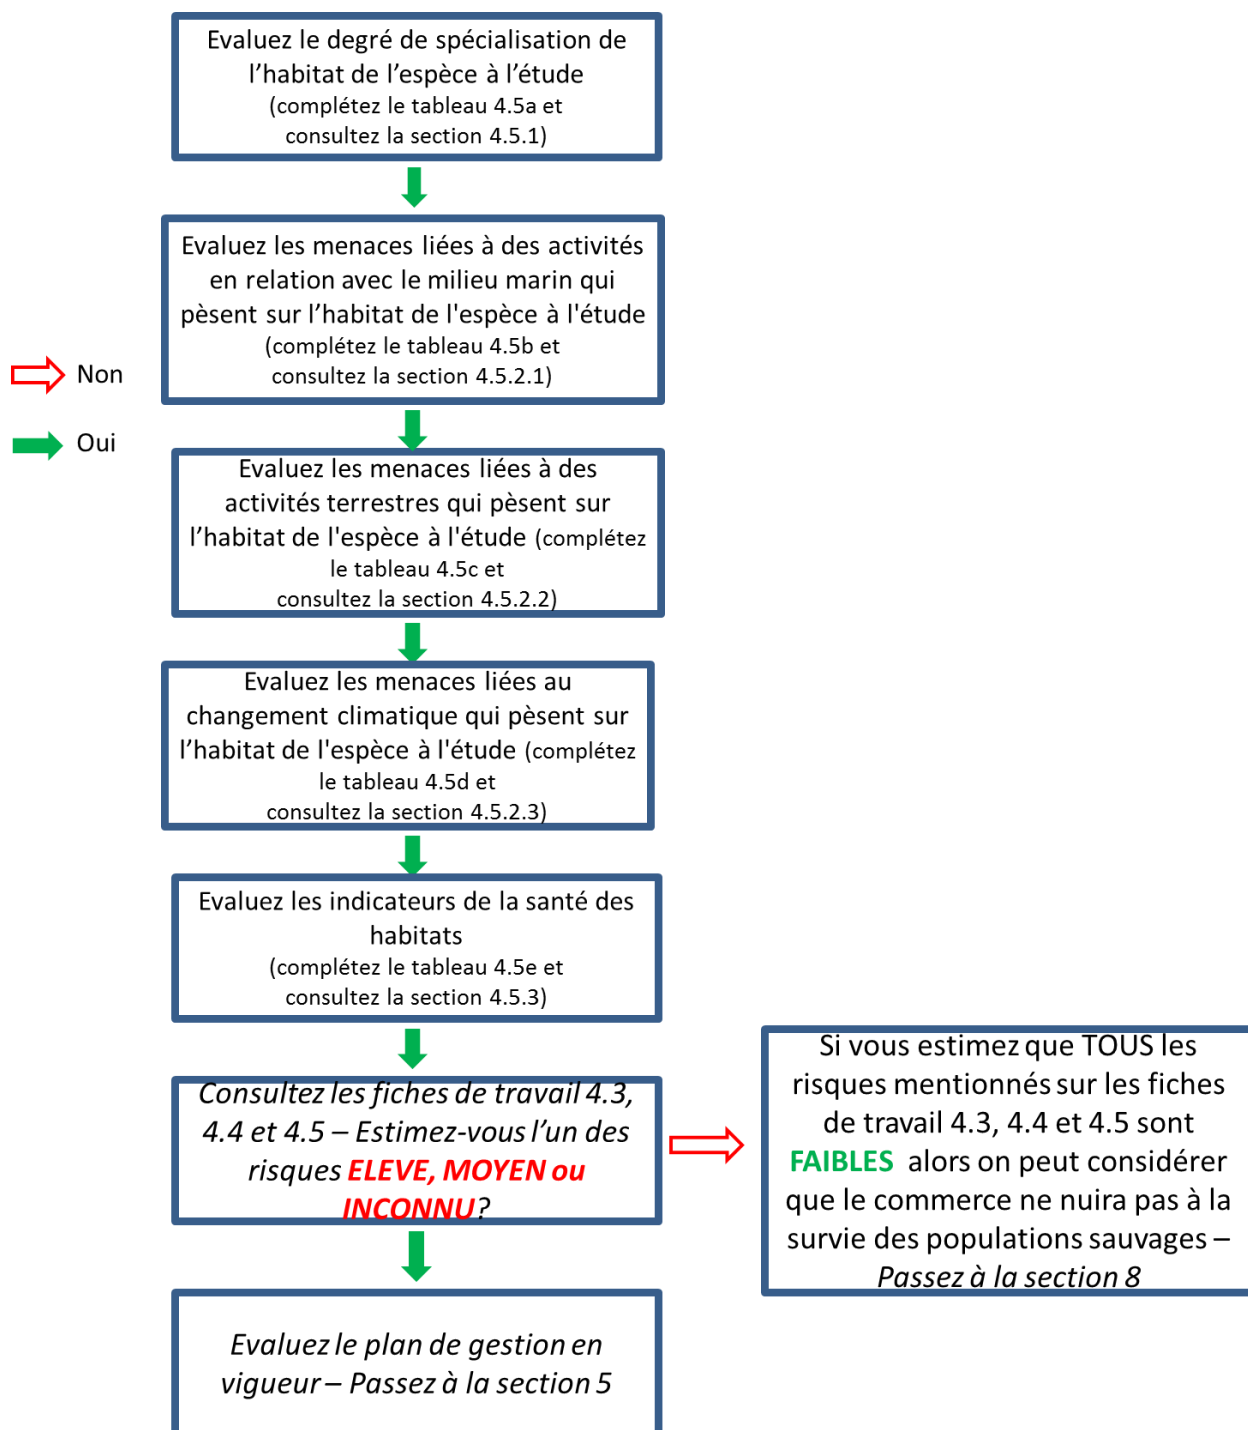 Evaluez le degré de spécialisation de
l’habitat de l’espèce à l’étude
(complétez le tableau 4.5a et
consultez la section 4.5.1)
Evaluez les menaces liées à des activités
en relation avec le milieu marin qui
pèsent sur l’habitat de l'espèce à l'étude
(complétez le tableau 4.5b et
consultez la section 4.5.2.1)
Non
Oui
Evaluez les menaces liées à des
activités terrestres qui pèsent sur
l’habitat de l'espèce à l'étude (complétez
le tableau 4.5c et
consultez la section 4.5.2.2)
Evaluez les menaces liées au
changement climatique qui pèsent sur
l’habitat de l'espèce à l'étude (complétez
le tableau 4.5d et
consultez la section 4.5.2.3)
Evaluez les indicateurs de la santé des
habitats
(complétez le tableau 4.5e et
consultez la section 4.5.3)
Consultez les fiches de travail 4.3,
4.4 et 4.5 – Estimez-vous l’un des
risques ELEVE, MOYEN ou
INCONNU?
Si vous estimez que TOUS les
risques mentionnés sur les fiches
de travail 4.3, 4.4 et 4.5 sont
FAIBLES alors on peut considérer
que le commerce ne nuira pas à la
survie des populations sauvages –
Passez à la section 8
Evaluez le plan de gestion en
vigueur – Passez à la section 5